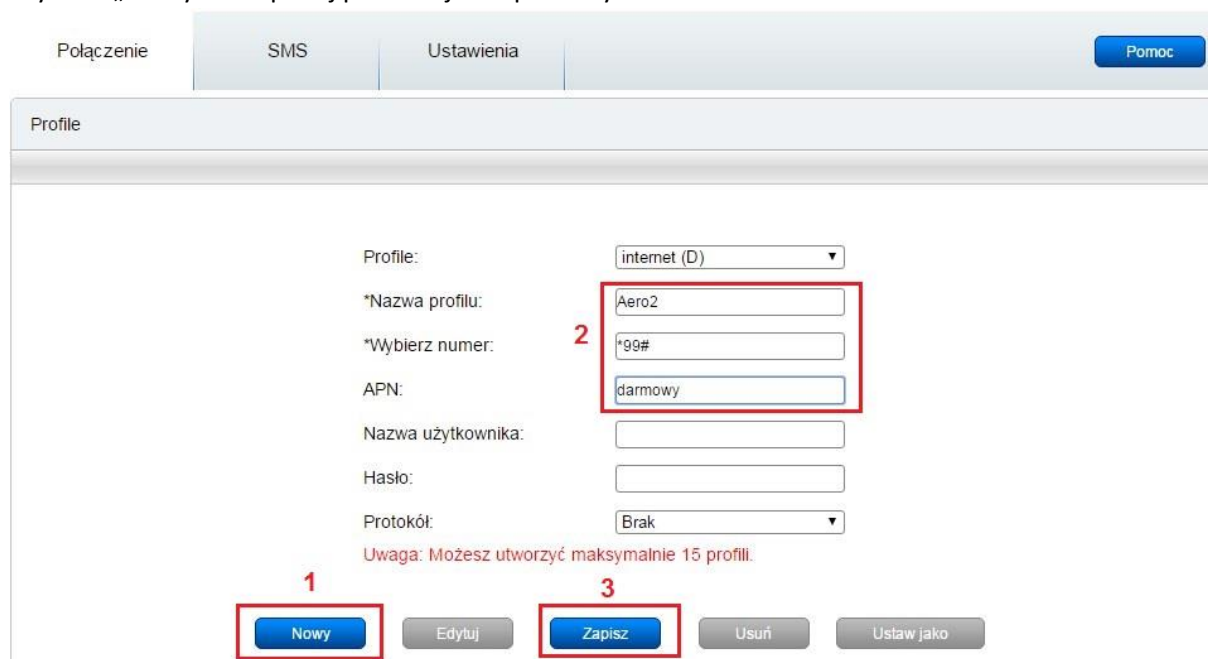 Połączenie SMS Ustawienia Pomoc
Profile
Profile: internet (D)
*Nazwa profilu: Aero2
*Wybierz numer: 2 *99#
APN: darmowy
Nazwa użytkownika:
Hasło:
Protokół: Brak
Uwaga: Możesz utworzyć maksymalnie 15 profili.
1 3
Nowy Edytuj Zapisz Usuń Ustaw jako